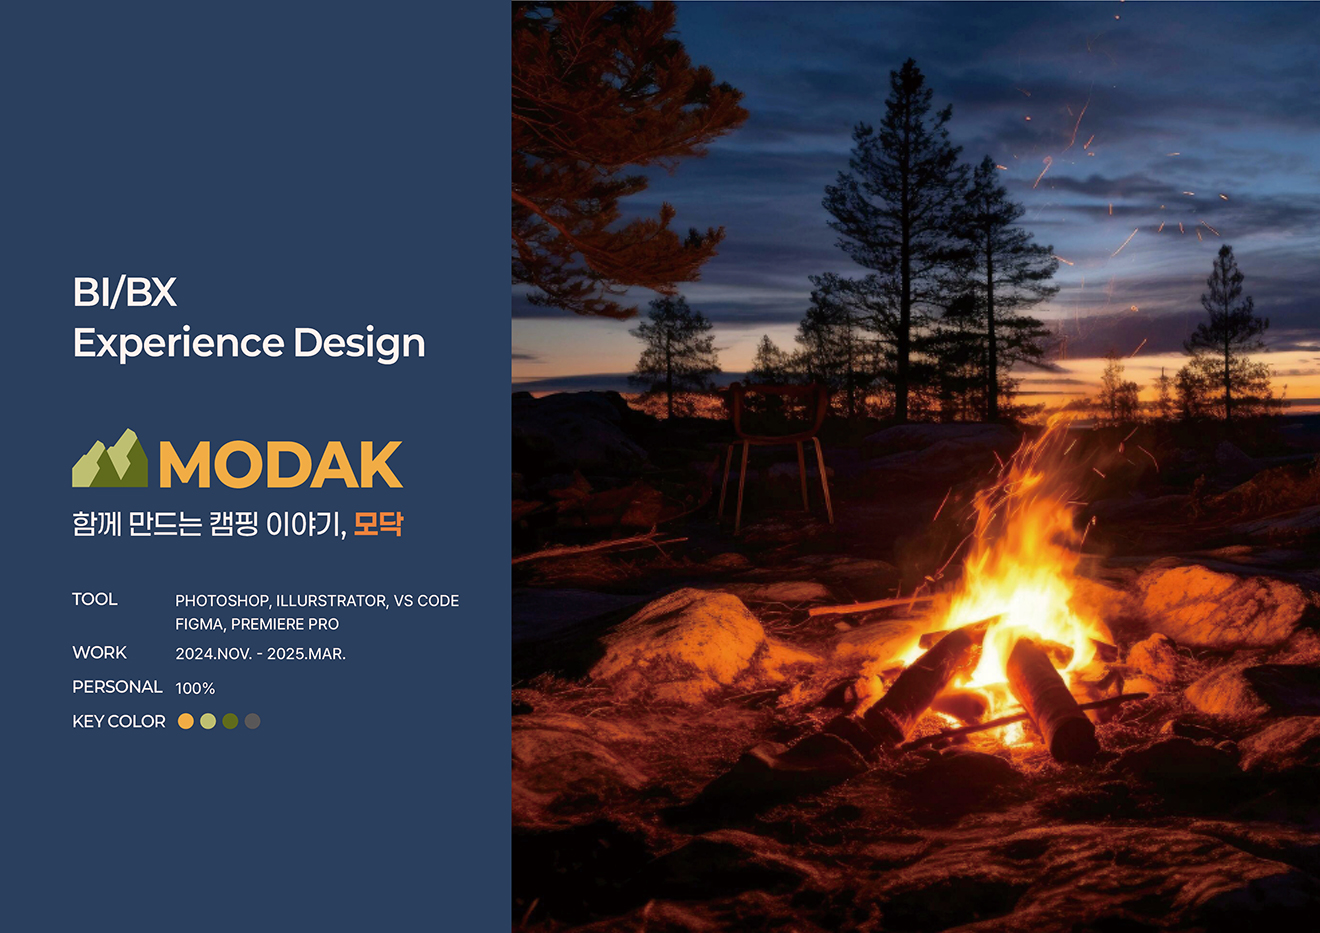 BI/BX
Experience Design
MODAK
함께 만드는 캠핑 이야기, 모닥
TOOL PHOTOSHOP, ILLURSTRATOR, VS CODE
FIGMA, PREMIERE PRO
WORK 2024.NOV. - 2025.MAR.
PERSONAL 100%
KEY COLOR